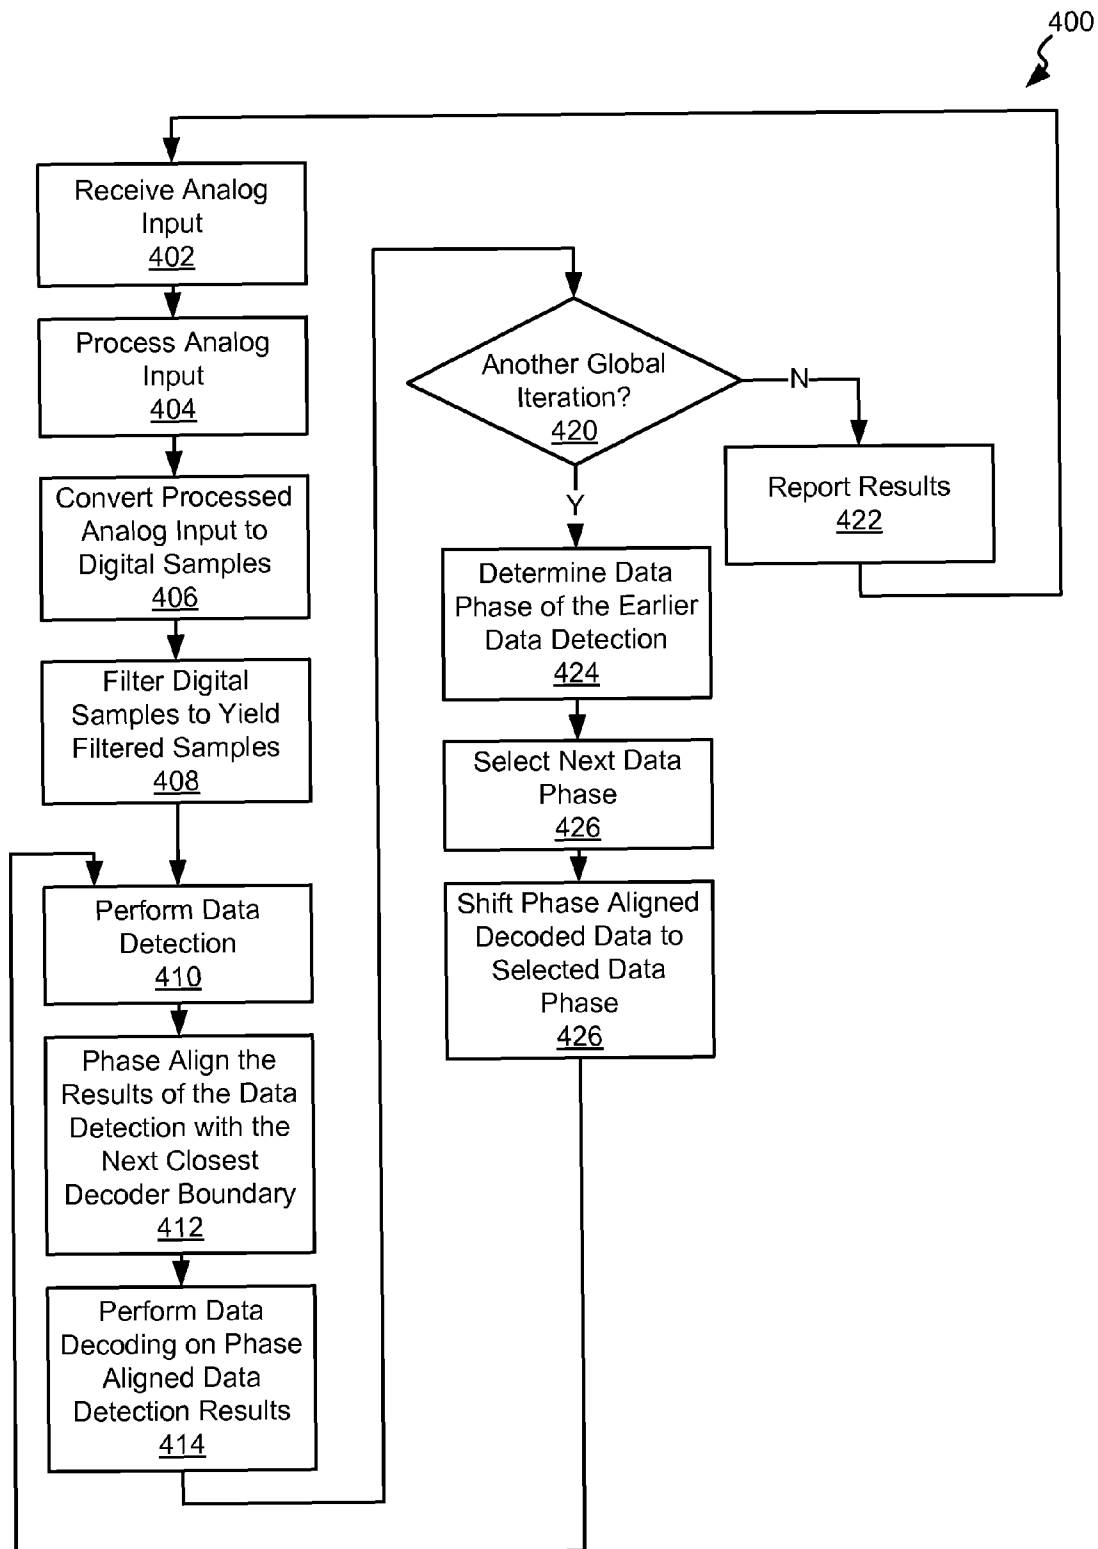 400
Receive Analog
Input
402
Process Analog
Input
404
Convert Processed
Analog Input to
Digital Samples
406
Filter Digital
Samples to Yield
Filtered Samples
408
Perform Data
Detection
410
Phase Align the
Results of the Data
Detection with the
Next Closest
Decoder Boundary
412
Perform Data
Decoding on Phase
Aligned Data
Detection Results
414
Another Global
Iteration?
420
N
Report Results
422
Y
Determine Data
Phase of the Earlier
Data Detection
424
Select Next Data
Phase
426
Shift Phase Aligned
Decoded Data to
Selected Data
Phase
426